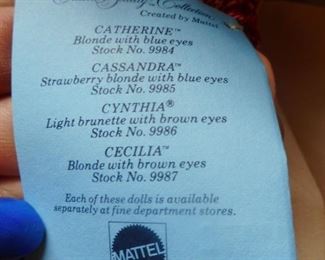 Beauty Collection
Created by Mattel
CATHERINE™
Blonde with blue eyes
Stock No. 9984
CASSANDRA™
Strawberry blonde with blue eyes
Stock No. 9985
CYNTHIA®
Light brunette with brown eyes
Stock No. 9986
CECILIA™
Blonde with brown eyes
Stock No. 9987
Each of these dolls is available
separately at fine department stores.
MATTEL